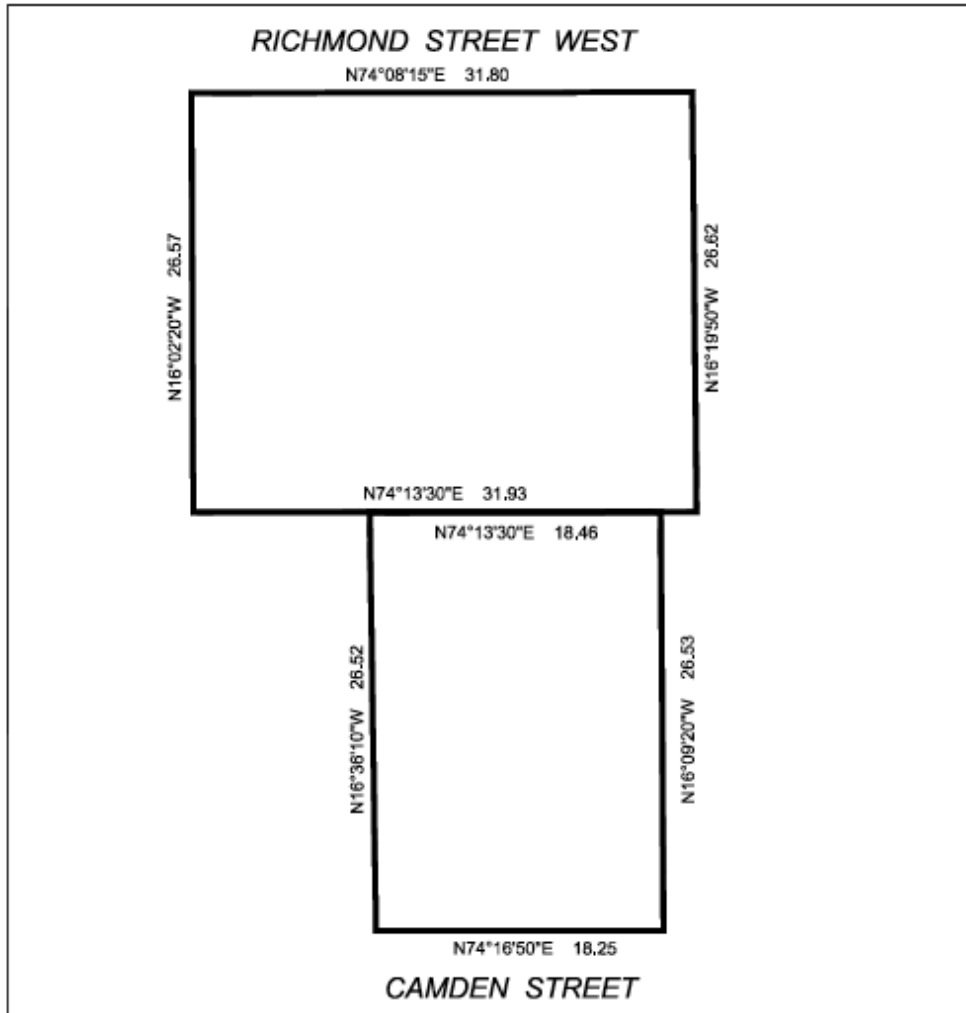 RICHMOND STREET WEST
N74°08'15"E 31.80
N16°02'20"W 26.57
N16°19'50"W 26.62
N74°13'30"E 31.93
N74°13'30"E 18.46
N16°36'10"W 26.52
N16°09'20"W 26.53
N74°16'50"E 18.25
CAMDEN STREET